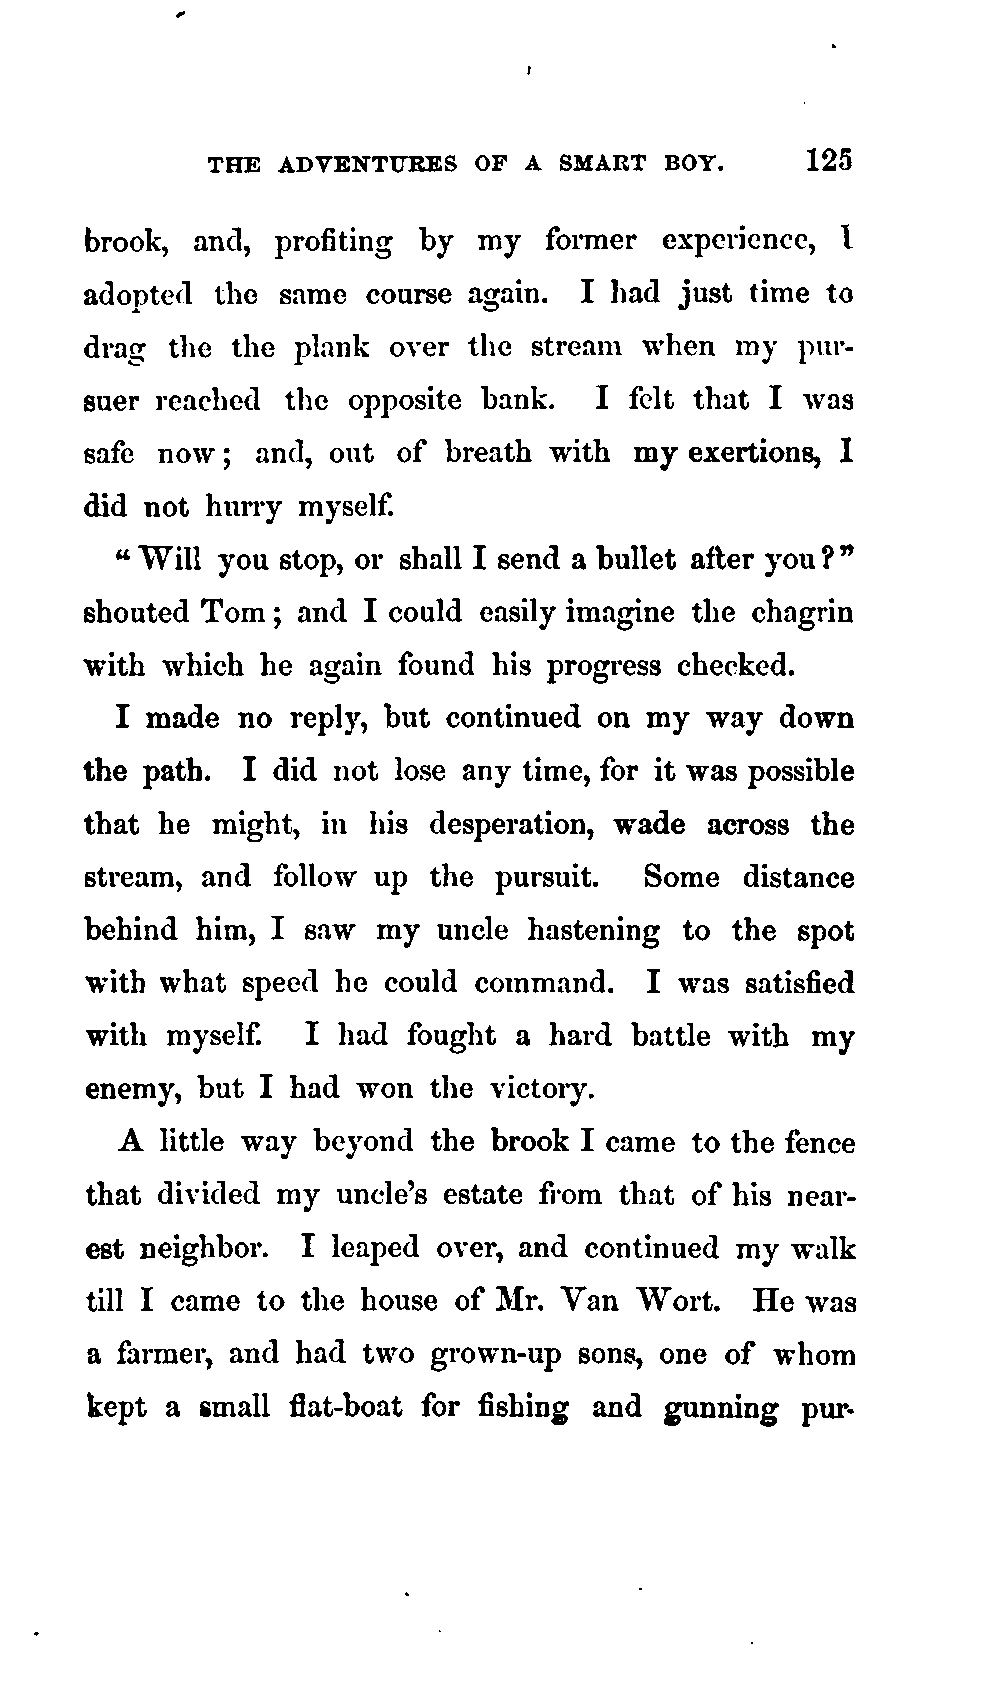 THE ADVENTURES OF A SMART BOY. 125
brook, and, profiting by my former experience, I
adopted the same course again. I had just time to
drag the the plank over the stream when my pur-
suer reached the opposite bank. I felt that I was
safe now; and, out of breath with my exertions, I
did not hurry myself.
“Will you stop, or shall I send a bullet after you?”
shouted Tom; and I could easily imagine the chagrin
with which he again found his progress checked.
I made no reply, but continued on my way down
the path. I did not lose any time, for it was possible
that he might, in his desperation, wade across the
stream, and follow up the pursuit. Some distance
behind him, I saw my uncle hastening to the spot
with what speed he could command. I was satisfied
with myself. I had fought a hard battle with my
enemy, but I had won the victory.
A little way beyond the brook I came to the fence
that divided my uncle’s estate from that of his near-
est neighbor. I leaped over, and continued my walk
till I came to the house of Mr. Van Wort. He was
a farmer, and had two grown-up sons, one of whom
kept a small flat-boat for fishing and gunning pur-